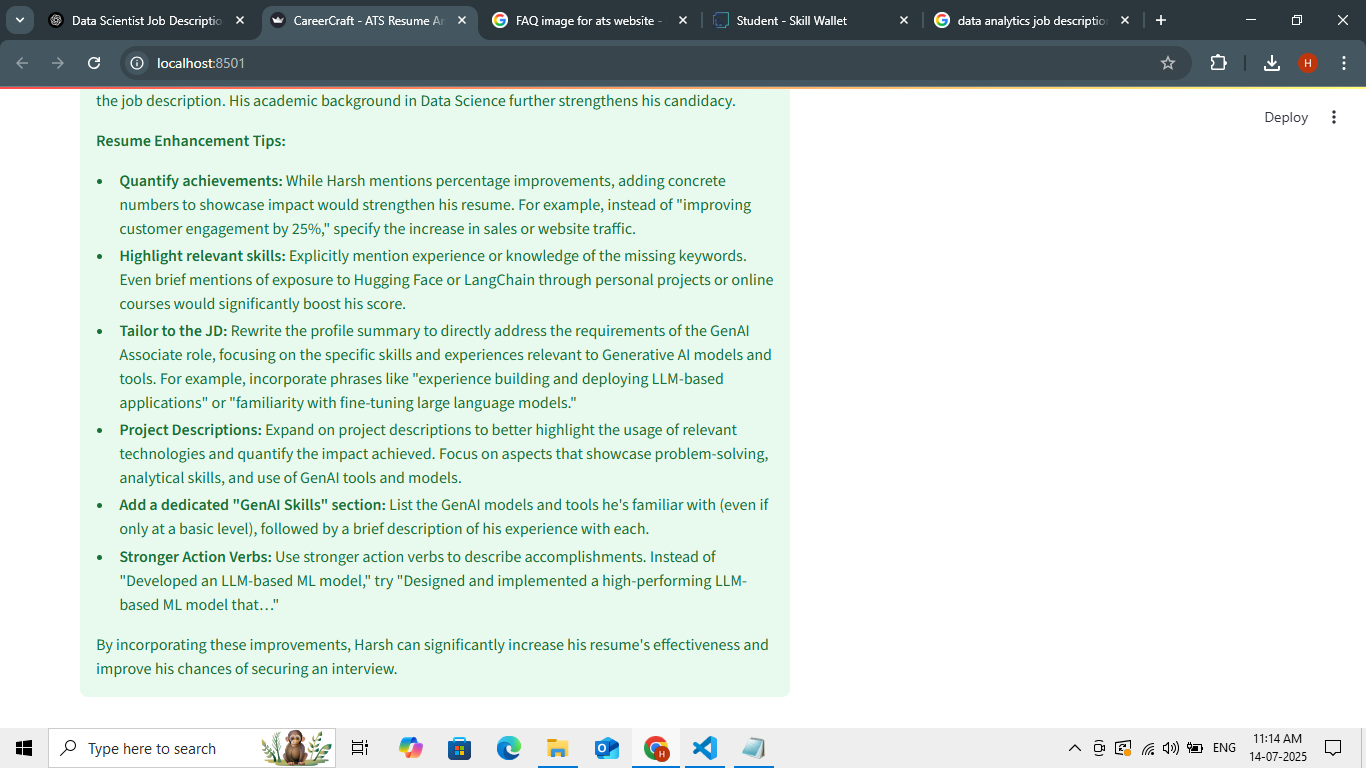 Data Scientist Job Descriptio
CareerCraft - ATS Resume Ar
FAQ image for ats website -
Student - Skill Wallet
data analytics job description
localhost:8501
H
Deploy
the job description. His academic background in Data Science further strengthens his candidacy.
Resume Enhancement Tips:
• Quantify achievements: While Harsh mentions percentage improvements, adding concrete
numbers to showcase impact would strengthen his resume. For example, instead of "improving
customer engagement by 25%," specify the increase in sales or website traffic.
• Highlight relevant skills: Explicitly mention experience or knowledge of the missing keywords.
Even brief mentions of exposure to Hugging Face or LangChain through personal projects or online
courses would significantly boost his score.
• Tailor to the JD: Rewrite the profile summary to directly address the requirements of the GenAI
Associate role, focusing on the specific skills and experiences relevant to Generative AI models and
tools. For example, incorporate phrases like "experience building and deploying LLM-based
applications" or "familiarity with fine-tuning large language models."
• Project Descriptions: Expand on project descriptions to better highlight the usage of relevant
technologies and quantify the impact achieved. Focus on aspects that showcase problem-solving,
analytical skills, and use of GenAI tools and models.
• Add a dedicated "GenAI Skills" section: List the GenAI models and tools he's familiar with (even if
only at a basic level), followed by a brief description of his experience with each.
• Stronger Action Verbs: Use stronger action verbs to describe accomplishments. Instead of
"Developed an LLM-based ML model," try "Designed and implemented a high-performing LLM-
based ML model that…"
By incorporating these improvements, Harsh can significantly increase his resume's effectiveness and
improve his chances of securing an interview.
Type here to search
H
ENG
11:14 AM
14-07-2025